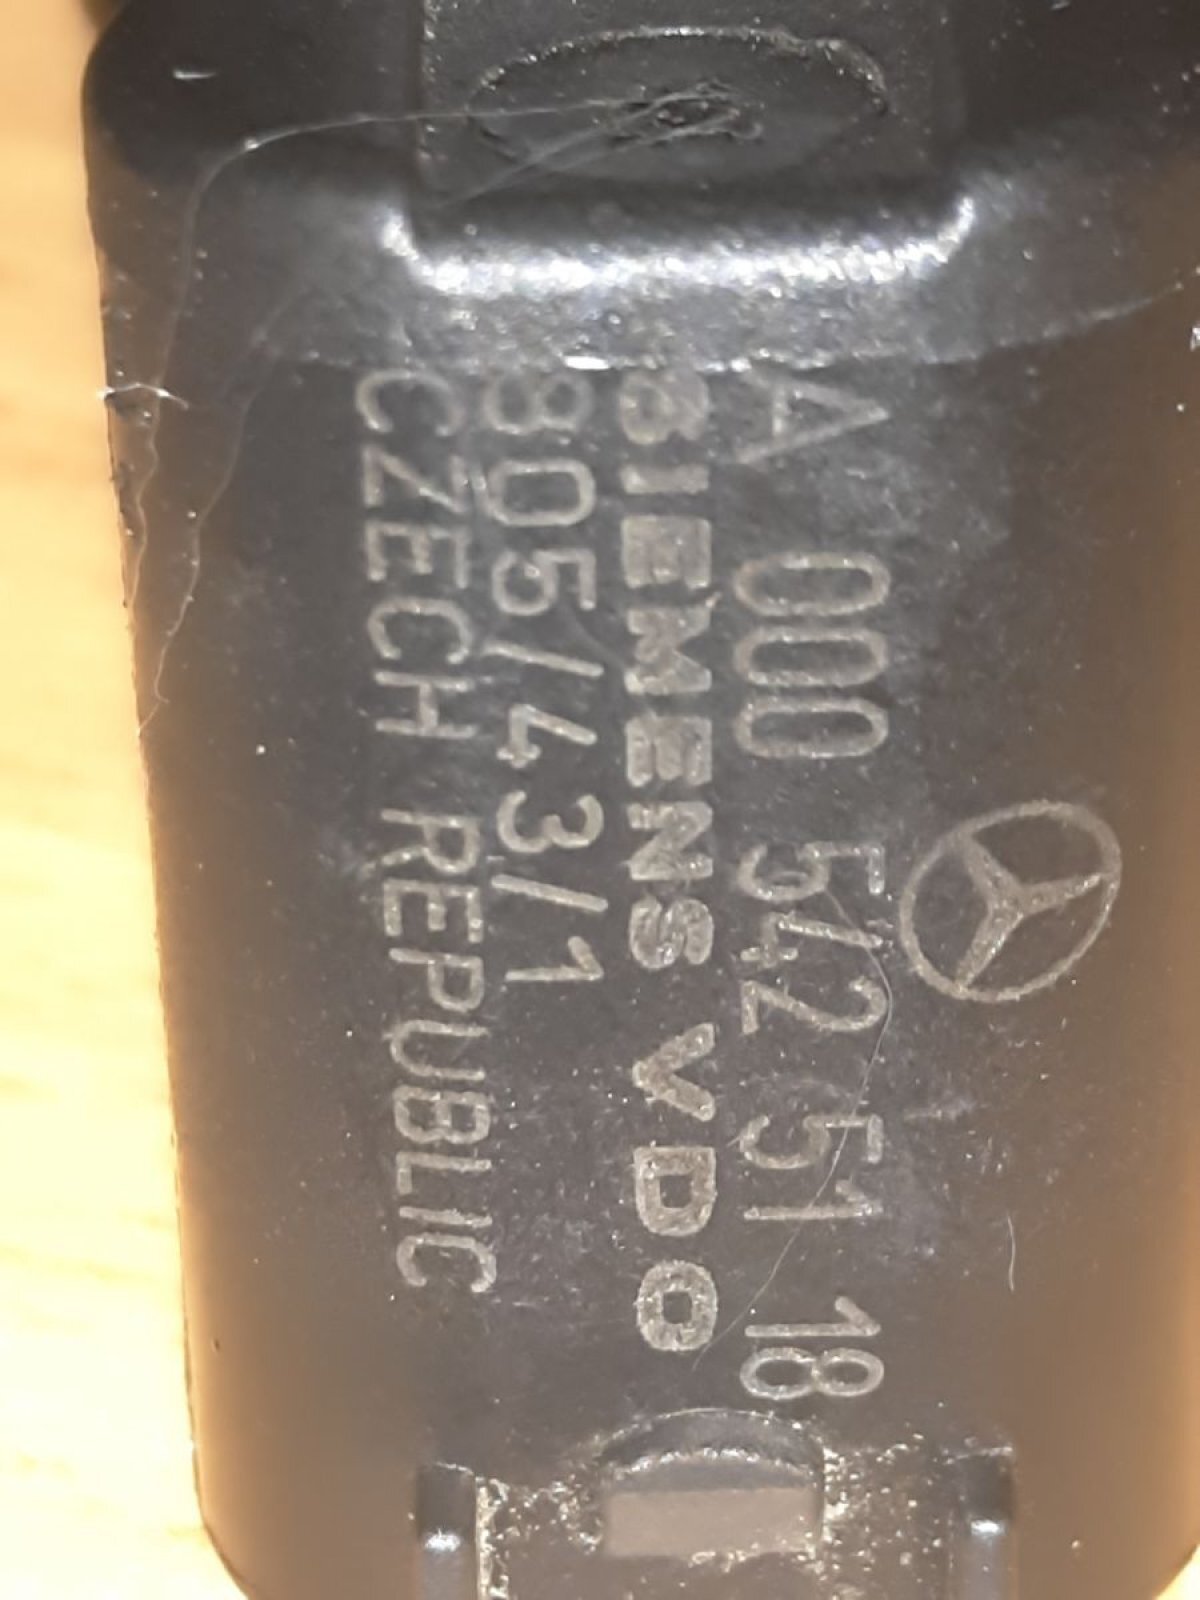 A 000 542 51 18
SIEMENS VDO
805/43/1
CZECH REPUBLIC